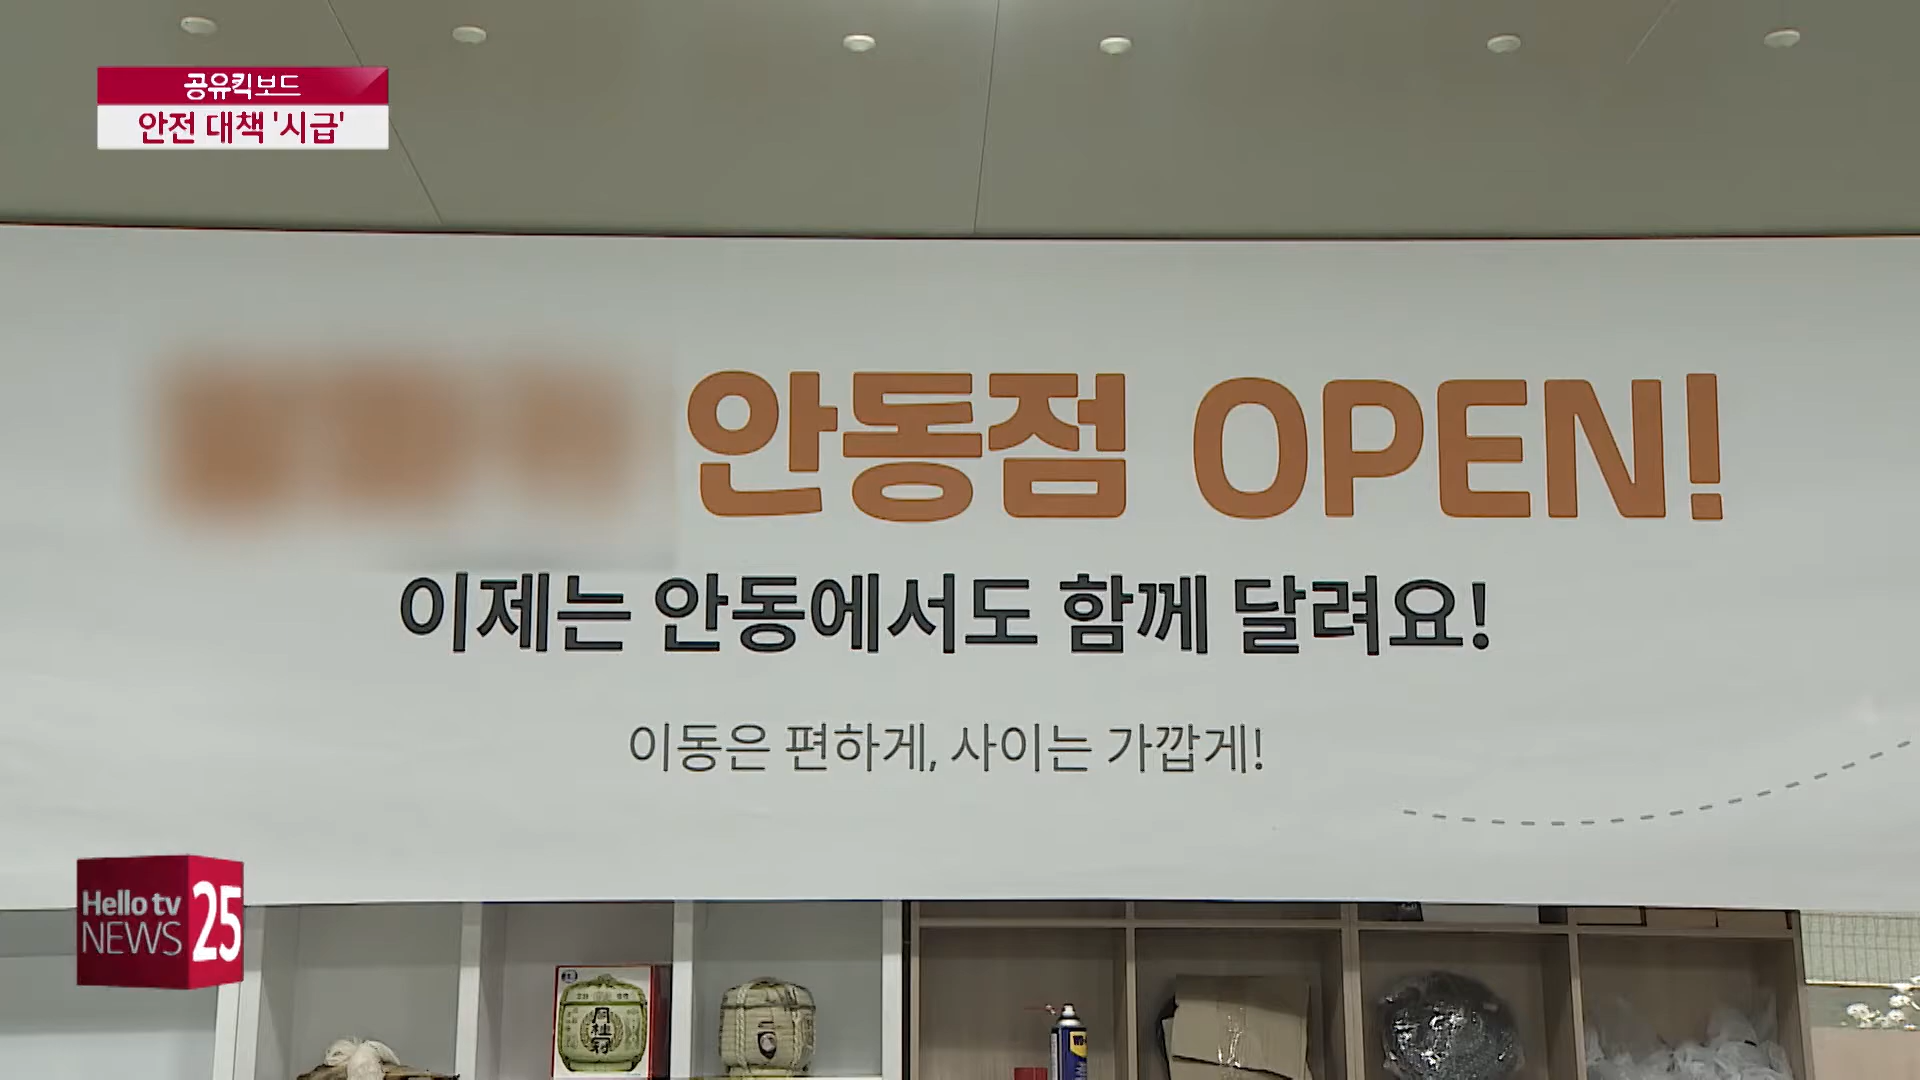 공유킥보드
안전 대책 '시급'
안동점 OPEN!
이제는 안동에서도 함께 달려요!
이동은 편하게, 사이는 가깝게!
Hello tv
NEWS 25